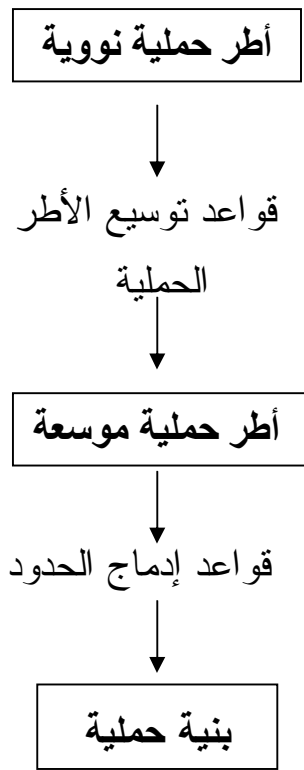 أطر حملية نووية
قواعد توسيع الأطر
الحملية
أطر حملية موسعة
قواعد إدماج الحدود
بنية حملية